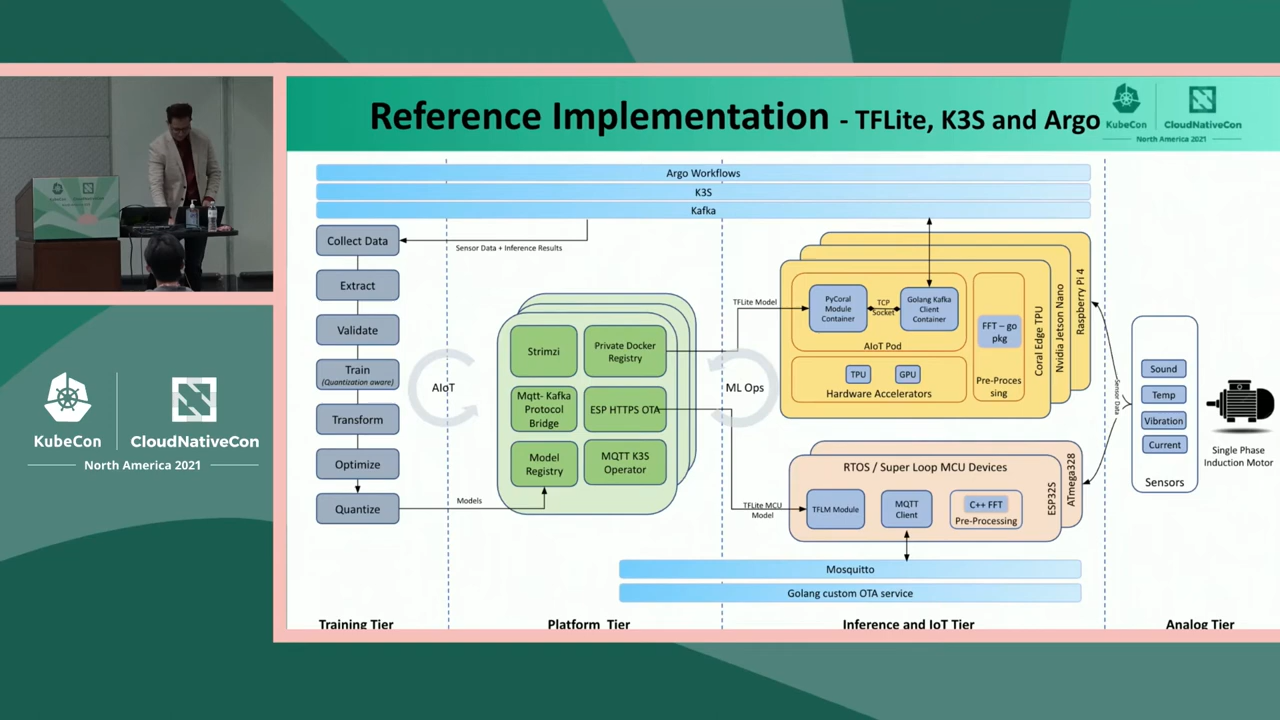 Reference Implementation - TFLite, K3S and Argo
KubeCon
CloudNativeCon
North America 2021
Argo Workflows
K3S
Kafka
Collect Data
Extract
Validate
Train
(Quantization aware)
Transform
Optimize
Quantize
Training Tier
Sensor Data + Inference Results
AIoT
Models
Strimzi
Private Docker
Registry
Mqtt- Kafka
Protocol
Bridge
ESP HTTPS OTA
Model
Registry
MQTT K3S
Operator
Platform Tier
ML Ops
TFLite Model
TFLite MCU
Model
PyCoral
Module
Container
TCP
Socket
Golang Kafka
Client
Container
AIoT Pod
TPU
GPU
Hardware Accelerators
FFT – go
pkg
Pre-Proces
sing
Coral Edge TPU
Nvidia Jetson Nano
Raspberry Pi 4
RTOS / Super Loop MCU Devices
TFLM Module
MQTT
Client
C++ FFT
Pre-Processing
ESP32S
ATmega328
Mosquitto
Golang custom OTA service
Inference and IoT Tier
Sensor Data
Sound
Temp
Vibration
Current
Sensors
Single Phase
Induction Motor
Analog Tier
KubeCon
CloudNativeCon
North America 2021